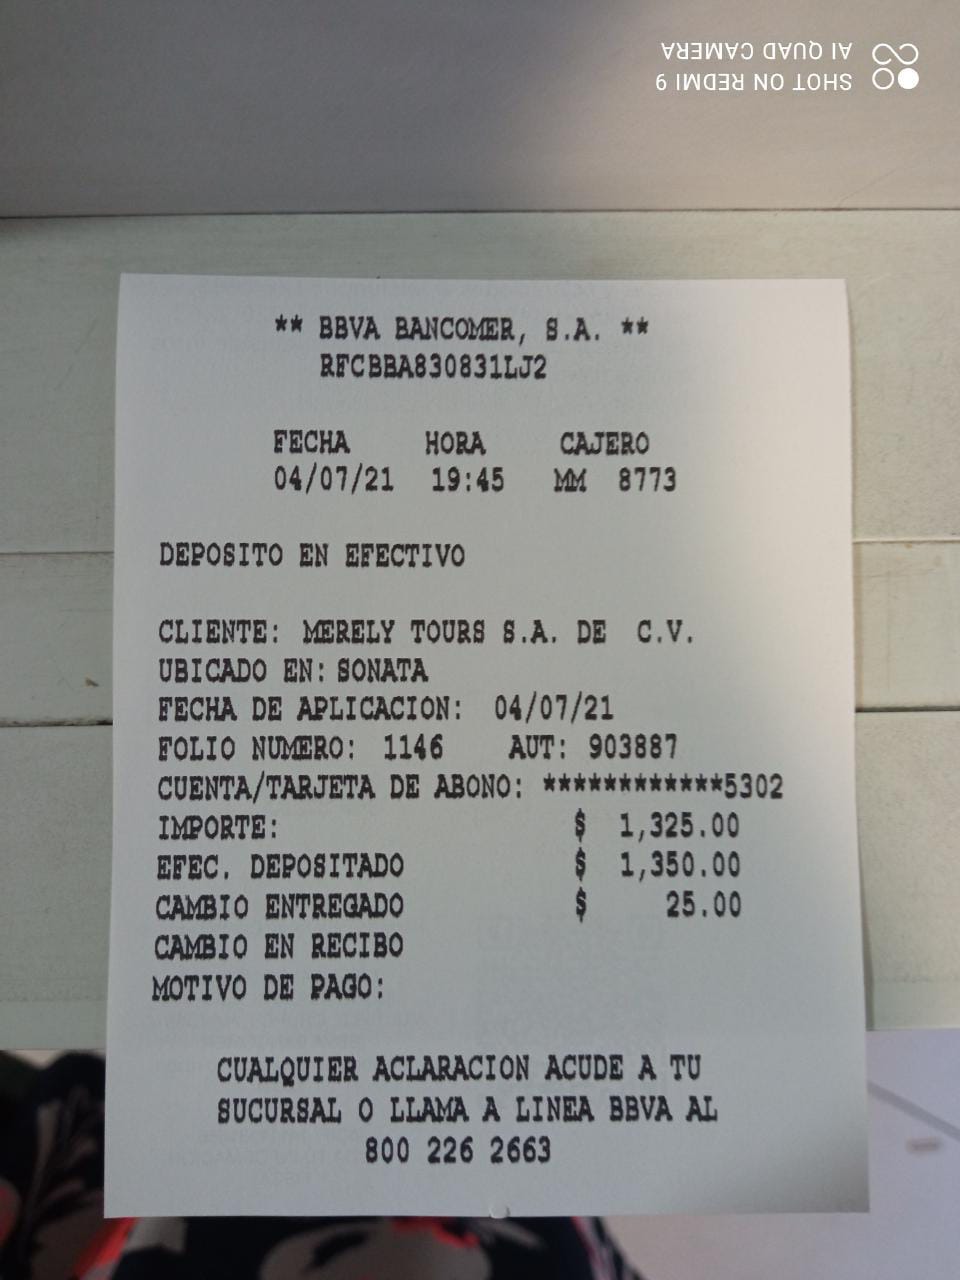 SHOT ON REDMI 9
AI QUAD CAMERA
** BBVA BANCOMER, S.A. **
RFCBBA830831LJ2
FECHA HORA CAJERO
04/07/21 19:45 MM 8773
DEPOSITO EN EFECTIVO
CLIENTE: MERELY TOURS S.A. DE C.V.
UBICADO EN: SONATA
FECHA DE APLICACION: 04/07/21
FOLIO NUMERO: 1146 AUT: 903887
CUENTA/TARJETA DE ABONO: ************5302
IMPORTE: $ 1,325.00
EFEC. DEPOSITADO $ 1,350.00
CAMBIO ENTREGADO $ 25.00
CAMBIO EN RECIBO
MOTIVO DE PAGO:
CUALQUIER ACLARACION ACUDE A TU
SUCURSAL O LLAMA A LINEA BBVA AL
800 226 2663